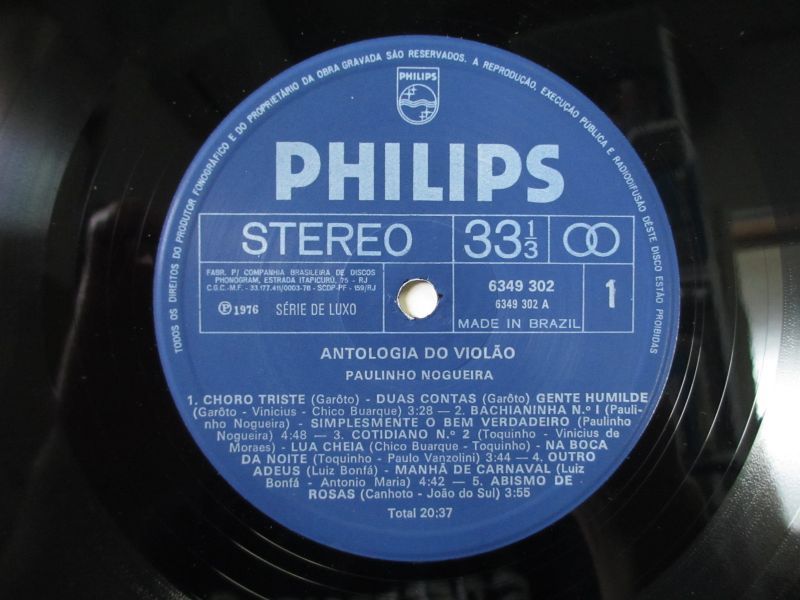 TODOS OS DIREITOS DO PRODUTOR FONOGRÁFICO E DO PROPRIETÁRIO DA OBRA GRAVADA SÃO RESERVADOS. A REPRODUÇÃO, EXECUÇÃO PÚBLICA E RADIODIFUSÃO DÊSTE DISCO ESTÃO PROIBIDAS
PHILIPS
PHILIPS
STEREO 33 1/3
FABR. P/ COMPANHIA BRASILEIRA DE DISCOS
PHONOGRAM, ESTRADA ITAPICURÚ, 75 - RJ
C.G.C.-M.F. - 33.177.411/0003-76 - SCDP-PF - 159/RJ
Ⓟ 1976 SÉRIE DE LUXO
6349 302
6349 302 A
1
MADE IN BRAZIL
ANTOLOGIA DO VIOLÃO
PAULINHO NOGUEIRA
1. CHORO TRISTE (Garôto) - DUAS CONTAS (Garôto) GENTE HUMILDE
(Garôto - Vinicius - Chico Buarque) 3:28 — 2. BACHIANINHA N.º I (Pauli-
nho Nogueira) - SIMPLESMENTE O BEM VERDADEIRO (Paulinho
Nogueira) 4:48 — 3. COTIDIANO N.º 2 (Toquinho - Vinicius de
Moraes) - LUA CHEIA (Chico Buarque - Toquinho) - NA BOCA
DA NOITE (Toquinho - Paulo Vanzolini) 3:44 — 4. OUTRO
ADEUS (Luiz Bonfá) - MANHÃ DE CARNAVAL (Luiz
Bonfá - Antonio Maria) 4:42 — 5. ABISMO DE
ROSAS (Canhoto - João do Sul) 3:55
Total 20:37